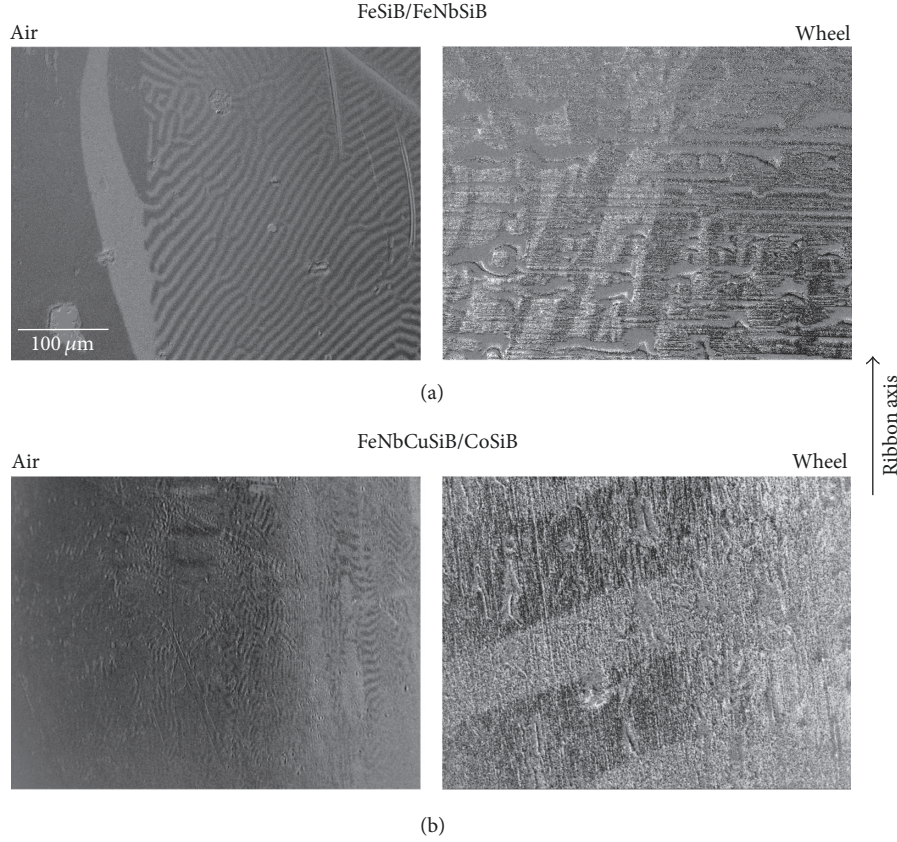 FeSiB/FeNbSiB
Air
Wheel
100 μm
(a)
Ribbon axis
FeNbCuSiB/CoSiB
Air
Wheel
(b)